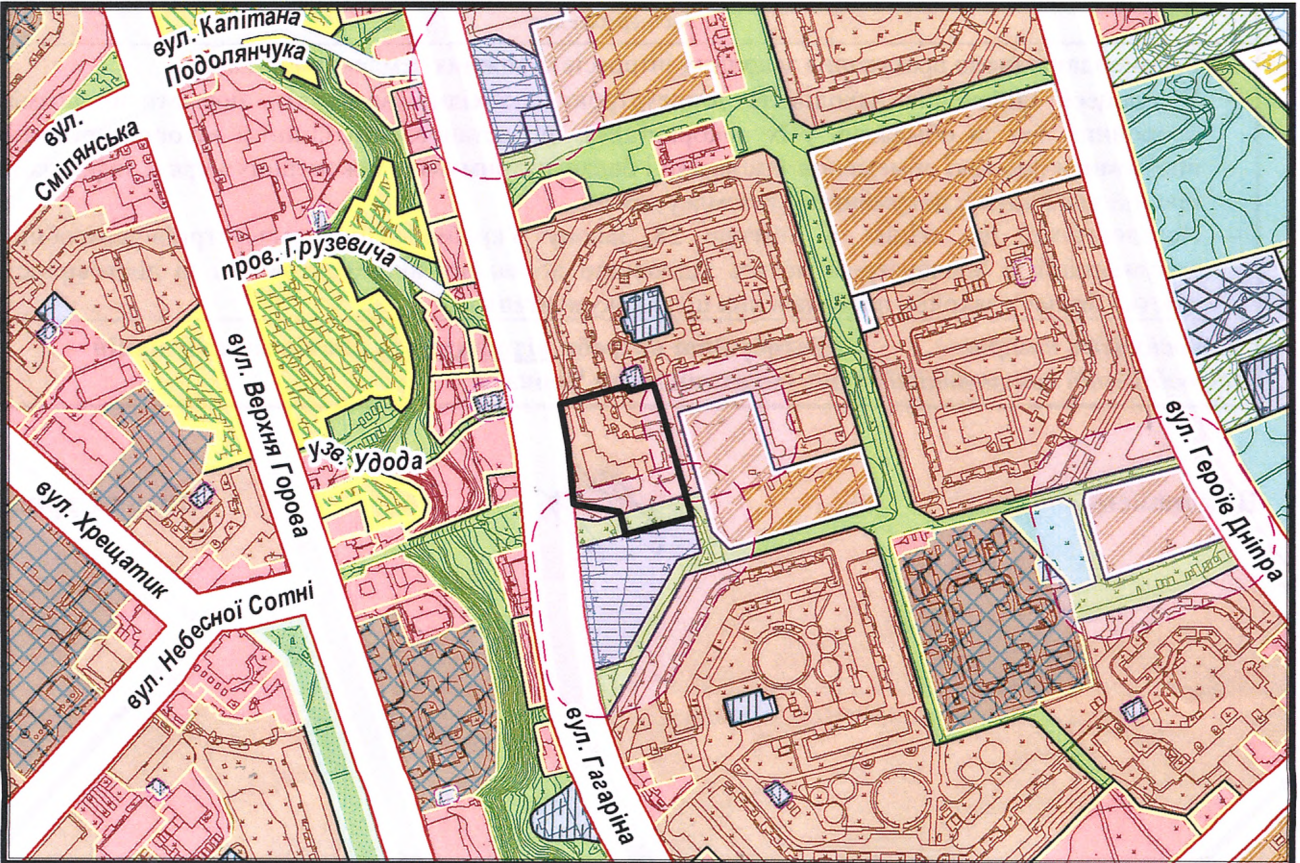 вул. Капітана
Подолянчука
вул.
Смілянська
пров. Грузевича
вул. Верхня Горова
узв. Удода
вул. Хрещатик
вул. Небесної Сотні
вул. Гагаріна
вул. Героїв Дніпра